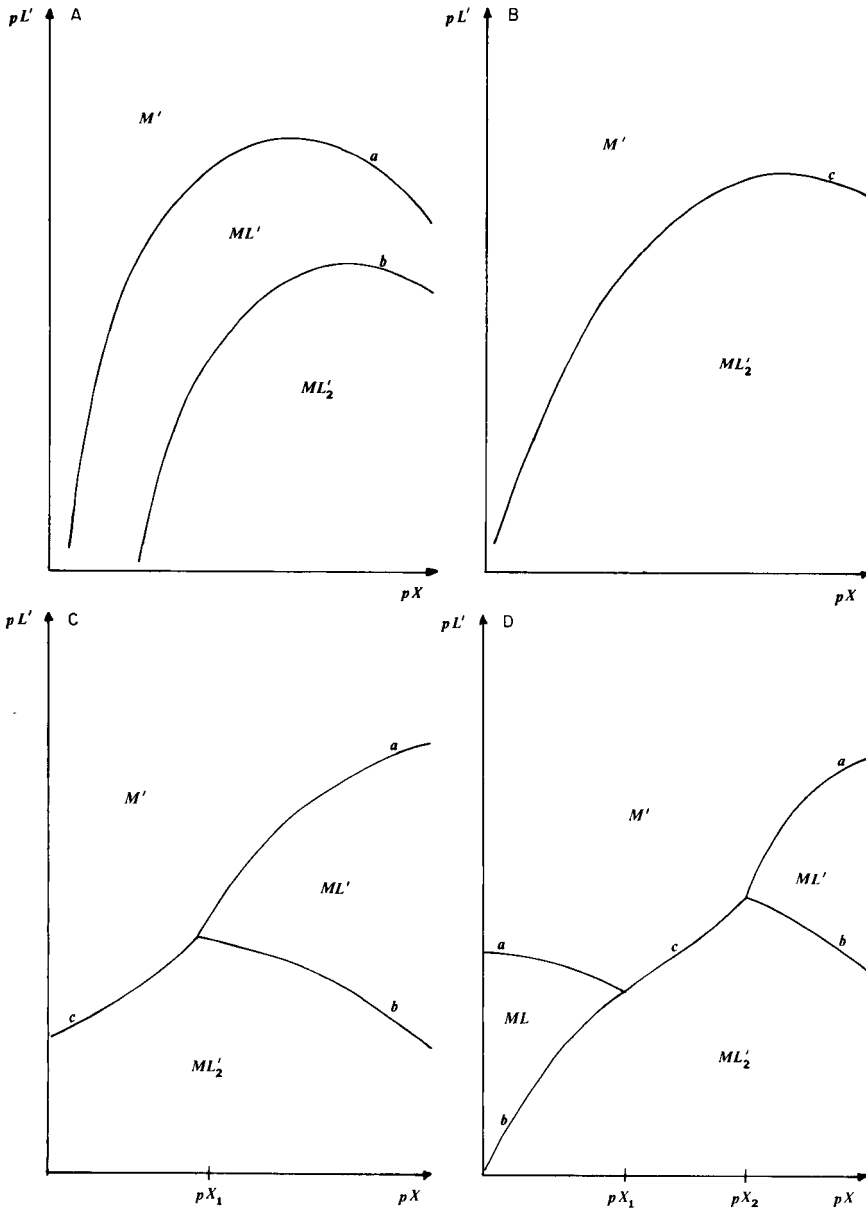 pL' A
M'
a
ML'
b
ML'₂
pX
pL' B
M'
c
ML'₂
pX
pL' C
M'
a
ML'
c
b
ML'₂
pX₁ pX
pL' D
M'
a
ML'
a
c
b
ML
ML'₂
b
pX₁ pX₂ pX